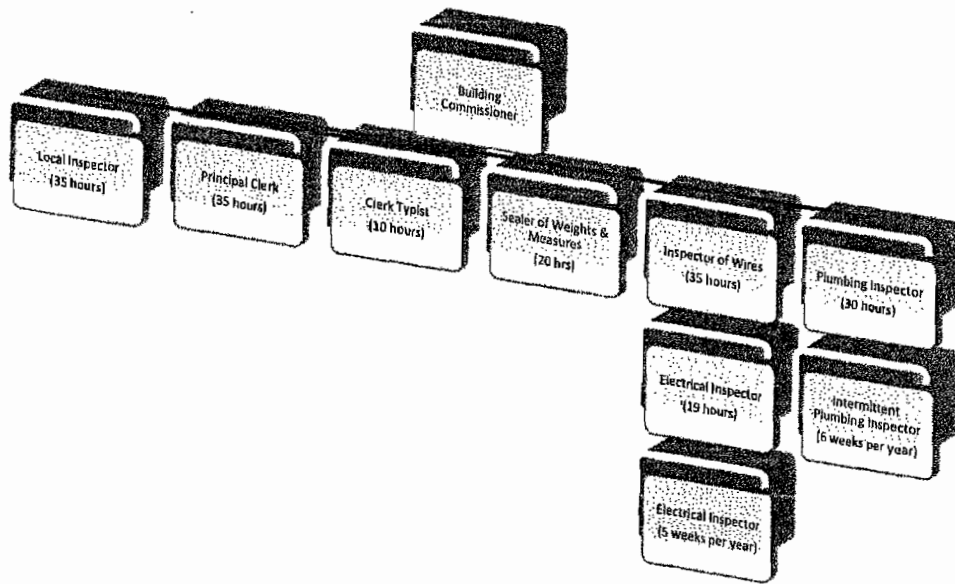 Building
Commissioner
Local Inspector
(35 hours)
Principal Clerk
(35 hours)
Clerk Typist
(10 hours)
Sealer of Weights &
Measures
(20 hrs)
Inspector of Wires
(35 hours)
Plumbing Inspector
(30 hours)
Electrical Inspector
(19 hours)
Intermittent
Plumbing Inspector
(6 weeks per year)
Electrical Inspector
(5 weeks per year)